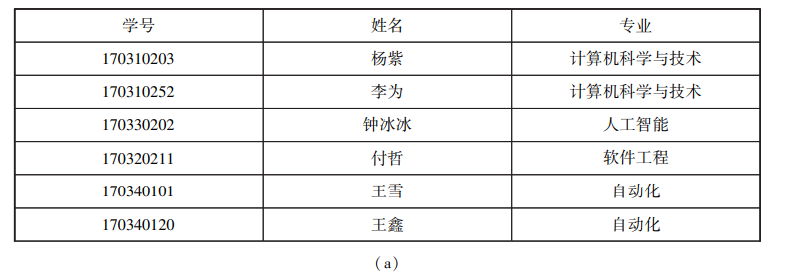 学号 姓名 专业
170310203 杨紫 计算机科学与技术
170310252 李为 计算机科学与技术
170330202 钟冰冰 人工智能
170320211 付哲 软件工程
170340101 王雪 自动化
170340120 王鑫 自动化
(a)